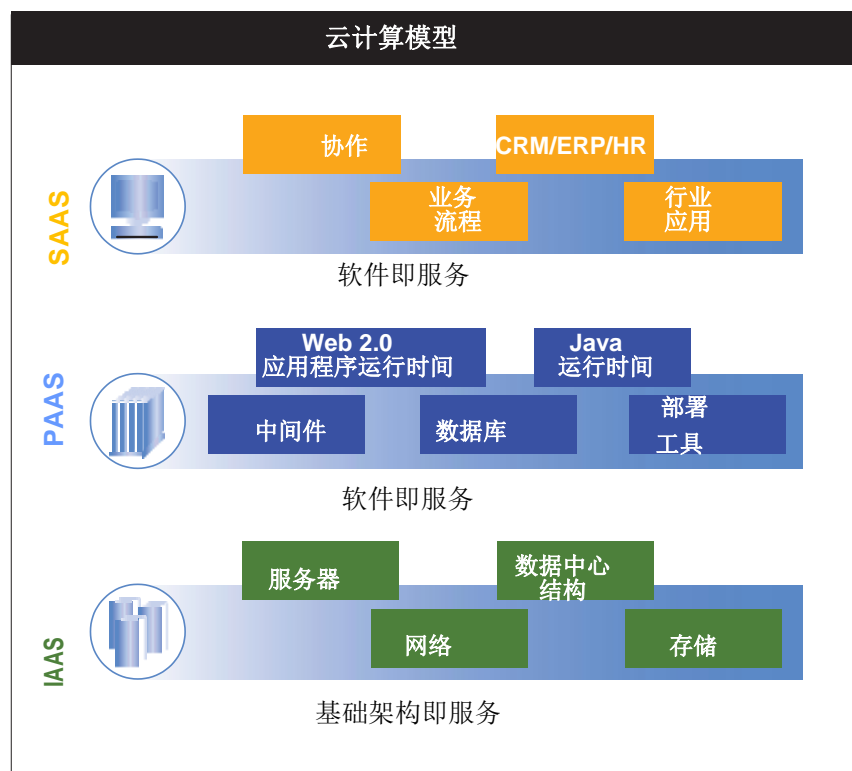 云计算模型
SAAS
协作
CRM/ERP/HR
业务
流程
行业
应用
软件即服务
PAAS
Web 2.0
应用程序运行时间
Java
运行时间
中间件
数据库
部署
工具
软件即服务
IAAS
服务器
数据中心
结构
网络
存储
基础架构即服务